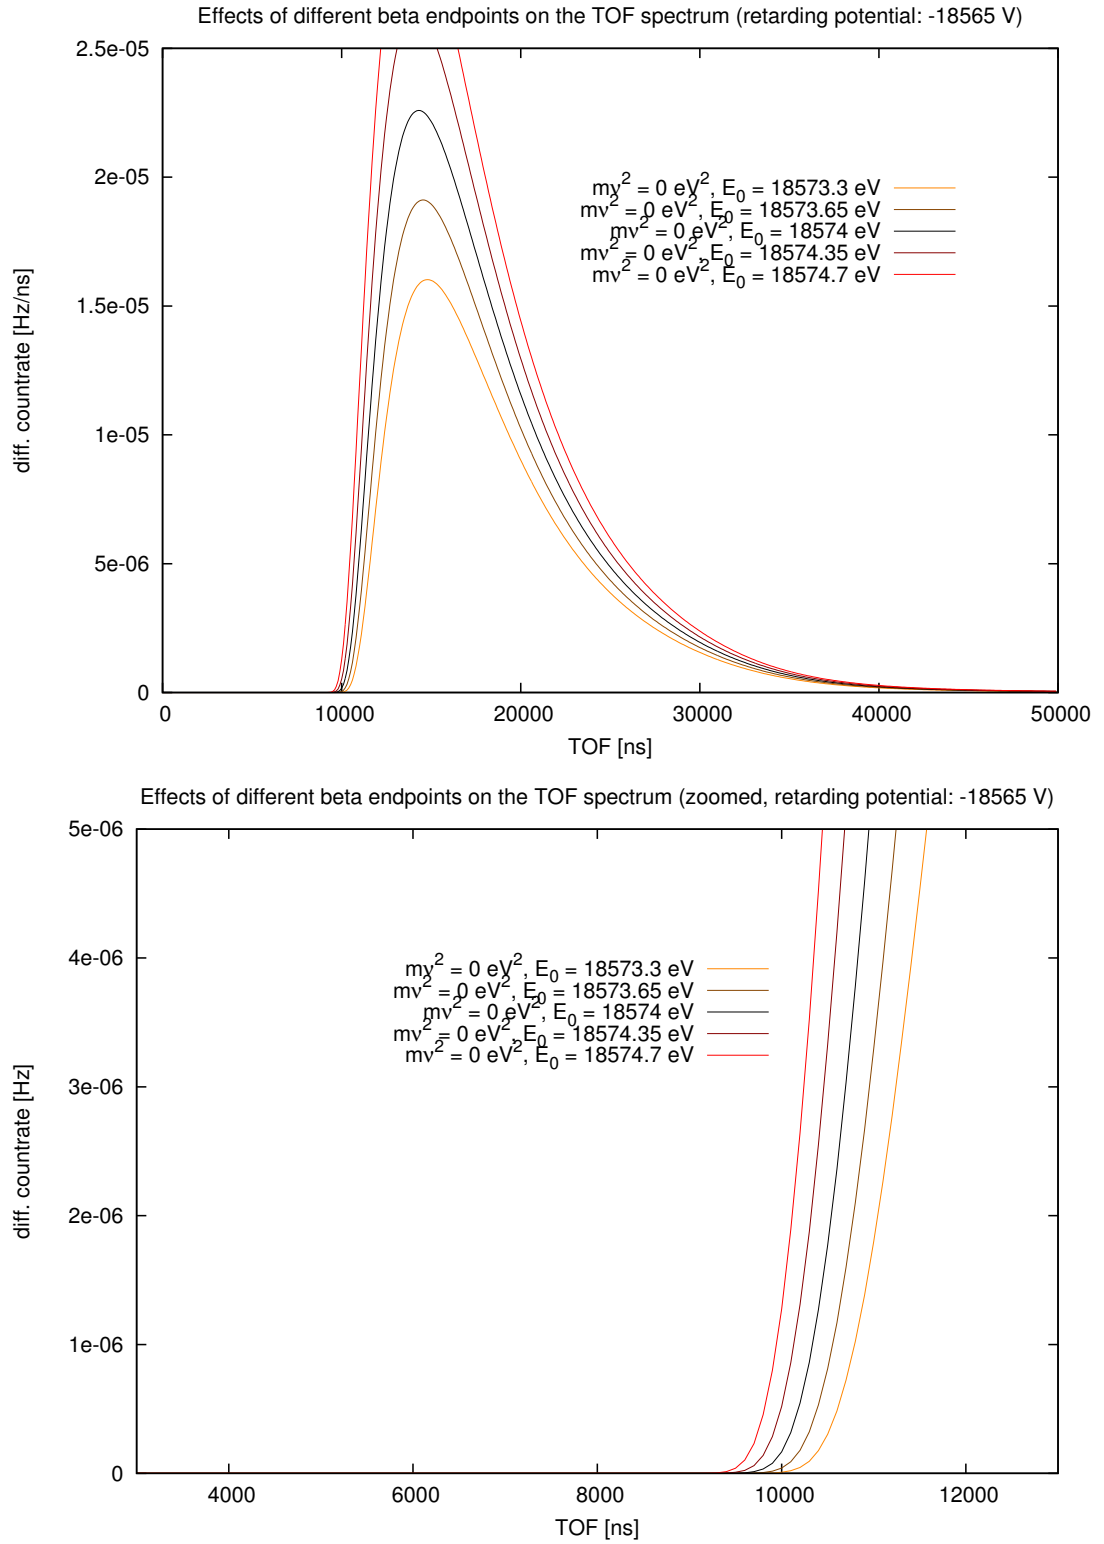 Effects of different beta endpoints on the TOF spectrum (retarding potential: -18565 V)
2.5e-05
2e-05
1.5e-05
1e-05
5e-06
0
diff. countrate [Hz/ns]
mν² = 0 eV², E₀ = 18573.3 eV
mν² = 0 eV², E₀ = 18573.65 eV
mν² = 0 eV², E₀ = 18574 eV
mν² = 0 eV², E₀ = 18574.35 eV
mν² = 0 eV², E₀ = 18574.7 eV
0 10000 20000 30000 40000 50000
TOF [ns]
Effects of different beta endpoints on the TOF spectrum (zoomed, retarding potential: -18565 V)
5e-06
4e-06
3e-06
2e-06
1e-06
0
diff. countrate [Hz]
mν² = 0 eV², E₀ = 18573.3 eV
mν² = 0 eV², E₀ = 18573.65 eV
mν² = 0 eV², E₀ = 18574 eV
mν² = 0 eV², E₀ = 18574.35 eV
mν² = 0 eV², E₀ = 18574.7 eV
4000 6000 8000 10000 12000
TOF [ns]